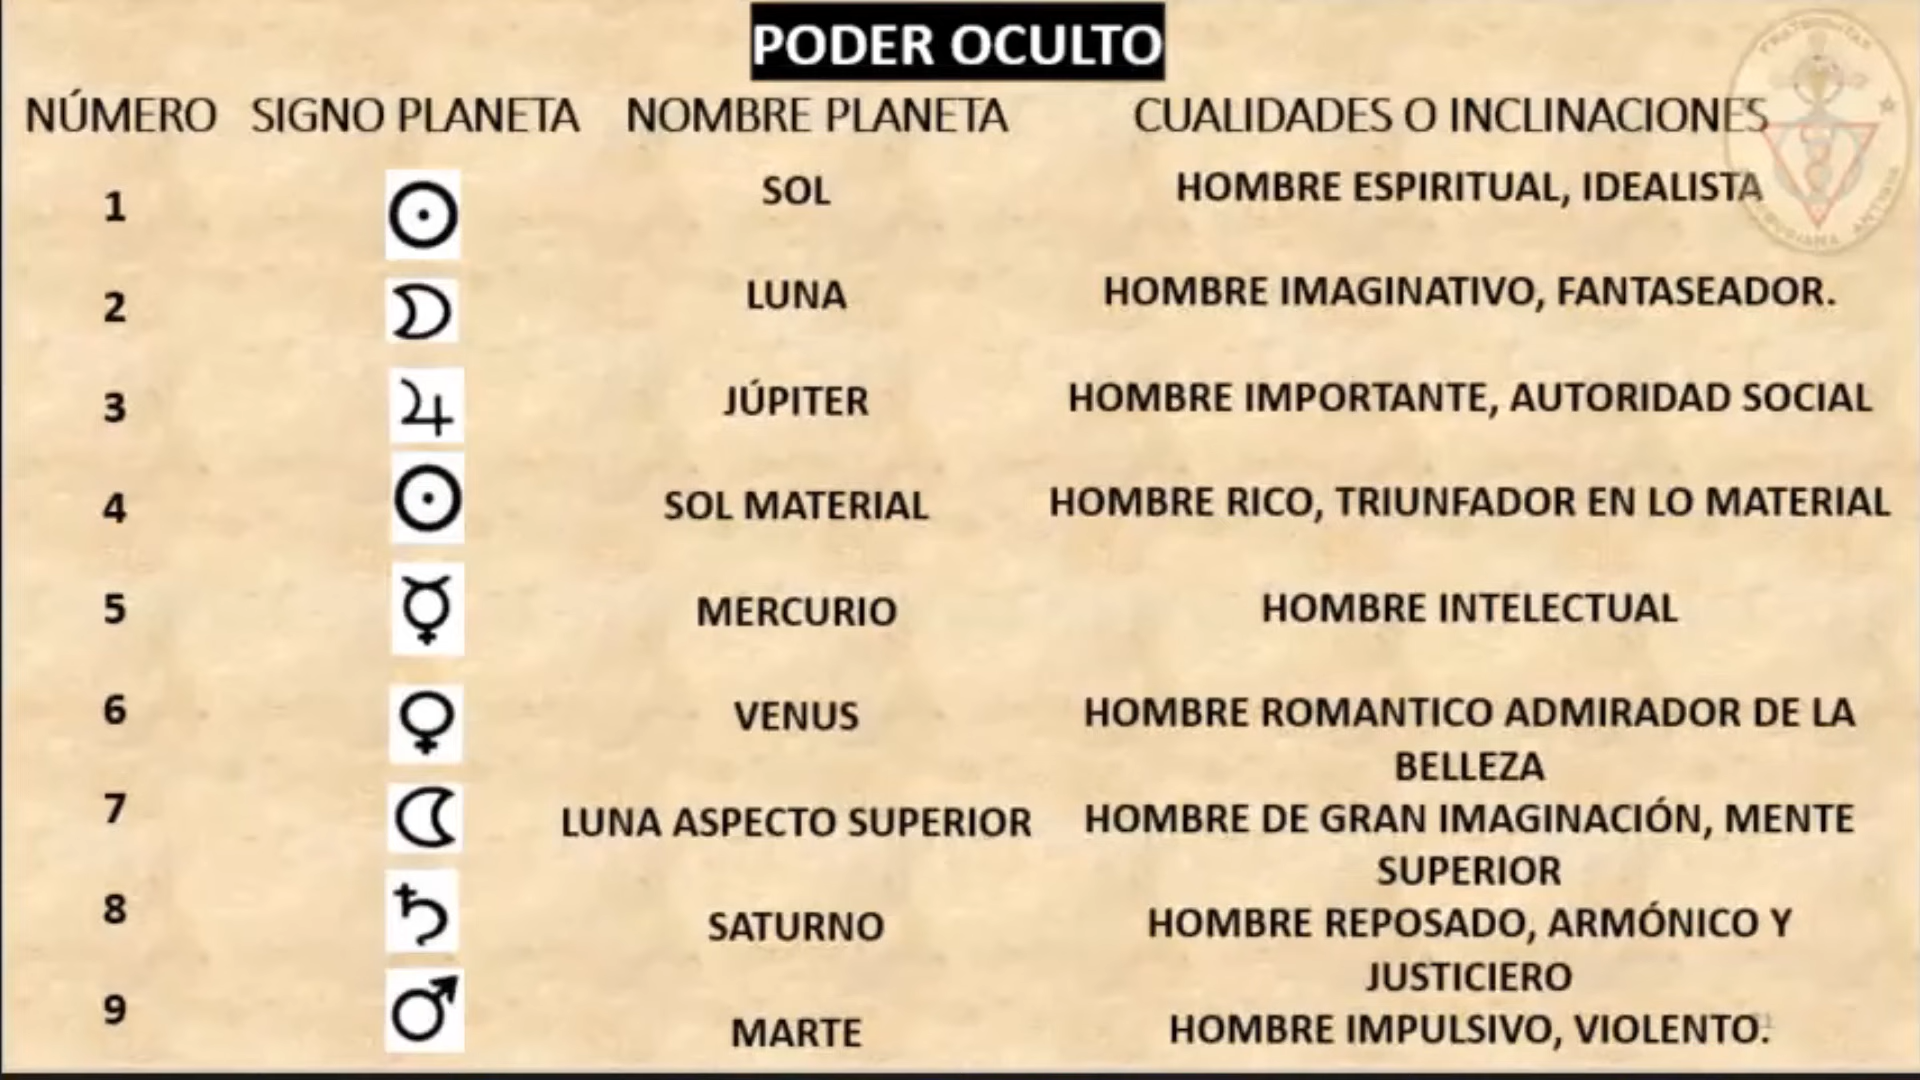 PODER OCULTO
NÚMERO SIGNO PLANETA NOMBRE PLANETA CUALIDADES O INCLINACIONES
1 SOL HOMBRE ESPIRITUAL, IDEALISTA
2 LUNA HOMBRE IMAGINATIVO, FANTASEADOR.
3 JÚPITER HOMBRE IMPORTANTE, AUTORIDAD SOCIAL
4 SOL MATERIAL HOMBRE RICO, TRIUNFADOR EN LO MATERIAL
5 MERCURIO HOMBRE INTELECTUAL
6 VENUS HOMBRE ROMANTICO ADMIRADOR DE LA
BELLEZA
7 LUNA ASPECTO SUPERIOR HOMBRE DE GRAN IMAGINACIÓN, MENTE
SUPERIOR
8 SATURNO HOMBRE REPOSADO, ARMÓNICO Y
JUSTICIERO
9 MARTE HOMBRE IMPULSIVO, VIOLENTO.